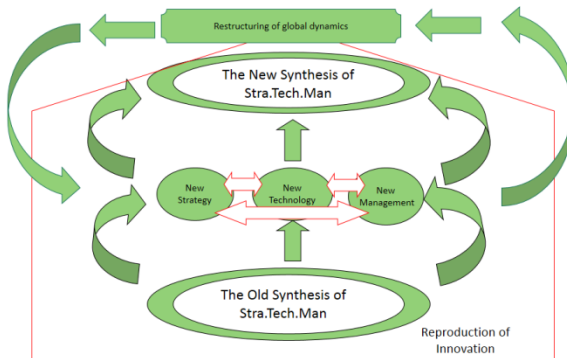 Restructuring of global dynamics
The New Synthesis of
Stra.Tech.Man
New
Strategy
New
Technology
New
Management
The Old Synthesis of
Stra.Tech.Man
Reproduction of
Innovation